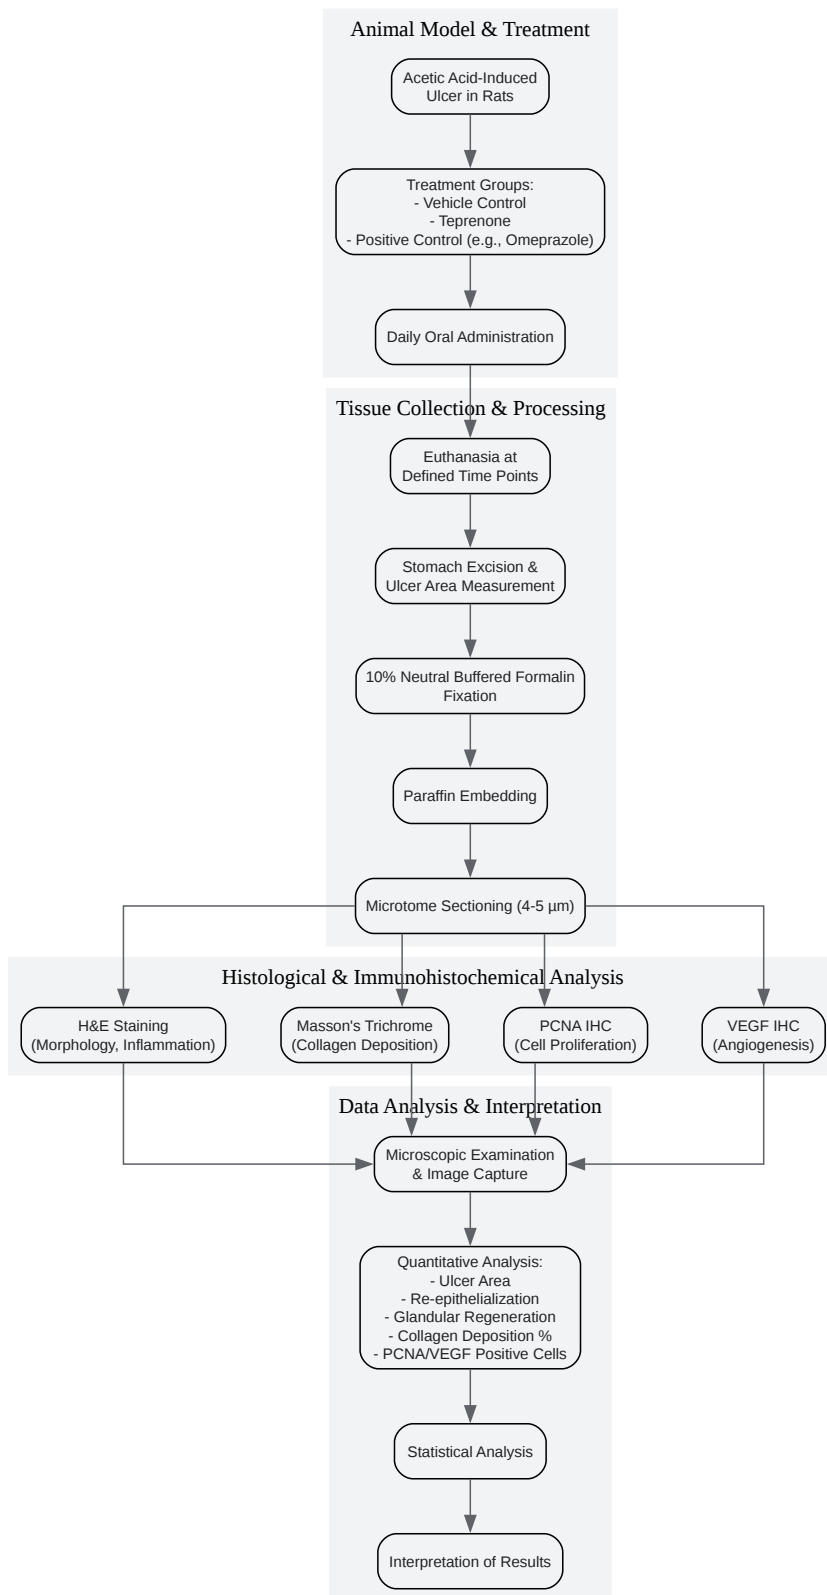 Animal Model & Treatment
Acetic Acid-Induced
Ulcer in Rats
Treatment Groups:
- Vehicle Control
- Teprenone
- Positive Control (e.g., Omeprazole)
Daily Oral Administration
Tissue Collection & Processing
Euthanasia at
Defined Time Points
Stomach Excision &
Ulcer Area Measurement
10% Neutral Buffered Formalin
Fixation
Paraffin Embedding
Microtome Sectioning (4-5 µm)
Histological & Immunohistochemical Analysis
H&E Staining
(Morphology, Inflammation)
Masson's Trichrome
(Collagen Deposition)
PCNA IHC
(Cell Proliferation)
VEGF IHC
(Angiogenesis)
Data Analysis & Interpretation
Microscopic Examination
& Image Capture
Quantitative Analysis:
- Ulcer Area
- Re-epithelialization
- Glandular Regeneration
- Collagen Deposition %
- PCNA/VEGF Positive Cells
Statistical Analysis
Interpretation of Results